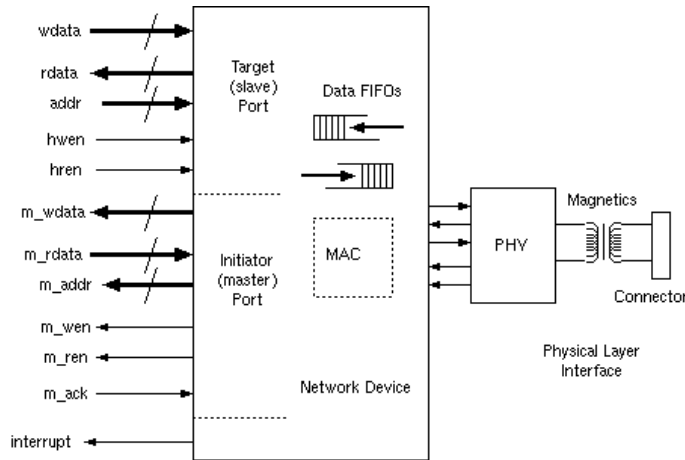 wdata
rdata
addr
hwen
hren
m_wdata
m_rdata
m_addr
m_wen
m_ren
m_ack
interrupt
Target
(slave)
Port
Data FIFOs
Initiator
(master)
Port
MAC
Network Device
PHY
Magnetics
Connector
Physical Layer
Interface